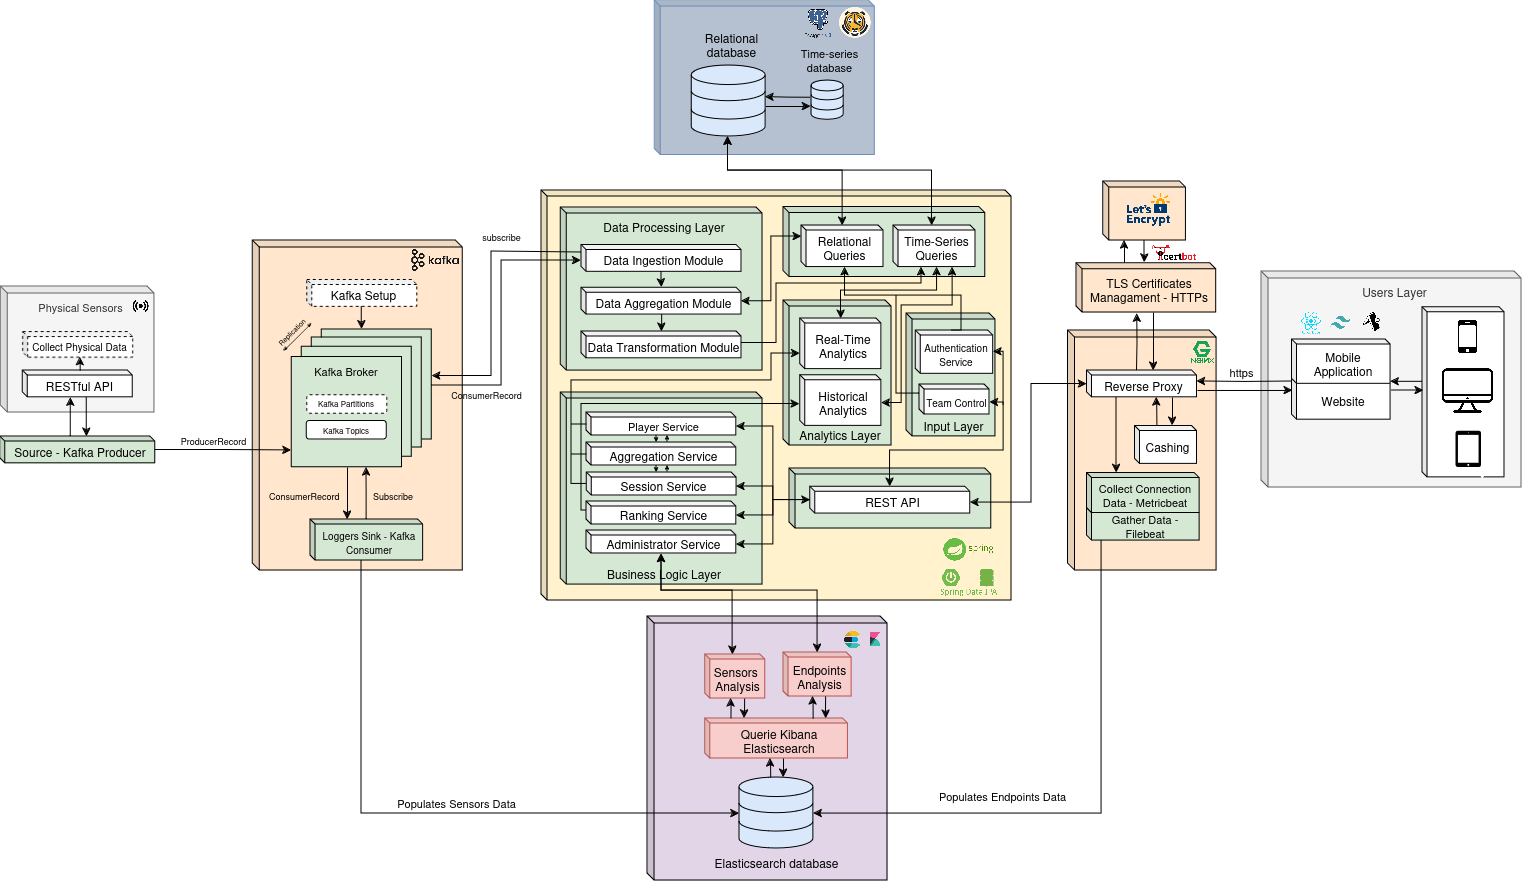 Relational
database
Time-series
database
Data Processing Layer
Data Ingestion Module
Data Aggregation Module
Data Transformation Module
Relational
Queries
Time-Series
Queries
Real-Time
Analytics
Historical
Analytics
Analytics Layer
Authentication
Service
Team Control
Input Layer
Player Service
Aggregation Service
Session Service
Ranking Service
Administrator Service
Business Logic Layer
REST API
spring
Spring Data JPA
subscribe
ConsumerRecord
kafka
Kafka Setup
Replication
Kafka Broker
Kafka Partitions
Kafka Topics
ConsumerRecord
Subscribe
Loggers Sink - Kafka
Consumer
Physical Sensors
Collect Physical Data
RESTful API
Source - Kafka Producer
ProducerRecord
Let's
Encrypt
certbot
TLS Certificates
Managament - HTTPs
NGINX
Reverse Proxy
Cashing
Collect Connection
Data - Metricbeat
Gather Data -
Filebeat
https
Users Layer
Mobile
Application
Website
Sensors
Analysis
Endpoints
Analysis
Querie Kibana
Elasticsearch
Elasticsearch database
Populates Sensors Data
Populates Endpoints Data